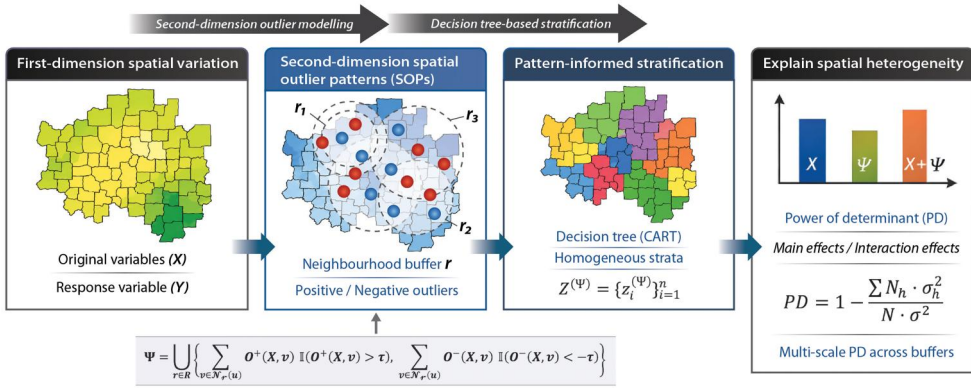 Second-dimension outlier modelling
Decision tree-based stratification
First-dimension spatial variation
Original variables (X)
Response variable (Y)
Second-dimension spatial
outlier patterns (SOPs)
r₁
r₃
r₂
Neighbourhood buffer r
Positive / Negative outliers
Pattern-informed stratification
Decision tree (CART)
Homogeneous strata
Z^(Ψ) = {z_i^(Ψ)}_{i=1}^n
Explain spatial heterogeneity
X Ψ X+Ψ
Power of determinant (PD)
Main effects / Interaction effects
PD = 1 − (∑ N_h · σ_h²) / (N · σ²)
Multi-scale PD across buffers
Ψ = ⋃_{r∈R} { ∑_{v∈𝒩_r(u)} O⁺(X, v) 𝕀(O⁺(X, v) > τ), ∑_{v∈𝒩_r(u)} O⁻(X, v) 𝕀(O⁻(X, v) < −τ) }